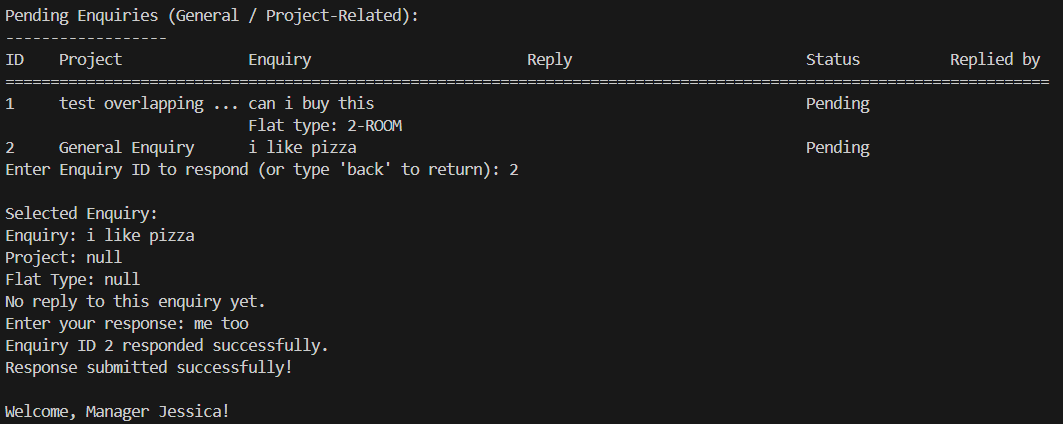 Pending Enquiries (General / Project-Related):
------------------
ID    Project              Enquiry                        Reply                          Status          Replied by
====================================================================================================================
1     test overlapping ... can i buy this                                                Pending
                           Flat type: 2-ROOM
2     General Enquiry      i like pizza                                                  Pending
Enter Enquiry ID to respond (or type 'back' to return): 2
Selected Enquiry:
Enquiry: i like pizza
Project: null
Flat Type: null
No reply to this enquiry yet.
Enter your response: me too
Enquiry ID 2 responded successfully.
Response submitted successfully!
Welcome, Manager Jessica!